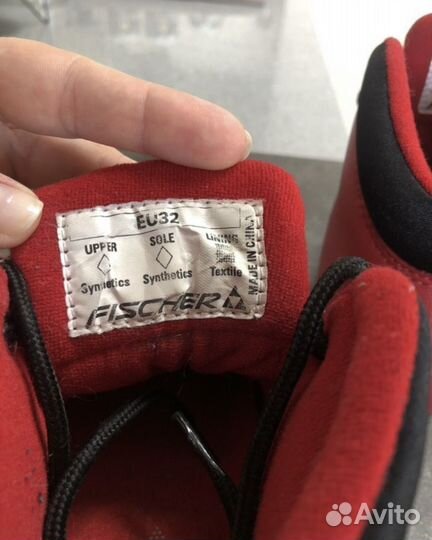 EU32
UPPER SOLE LINING
Synthetics Synthetics Textile
FISCHER
MADE IN CHINA
Avito